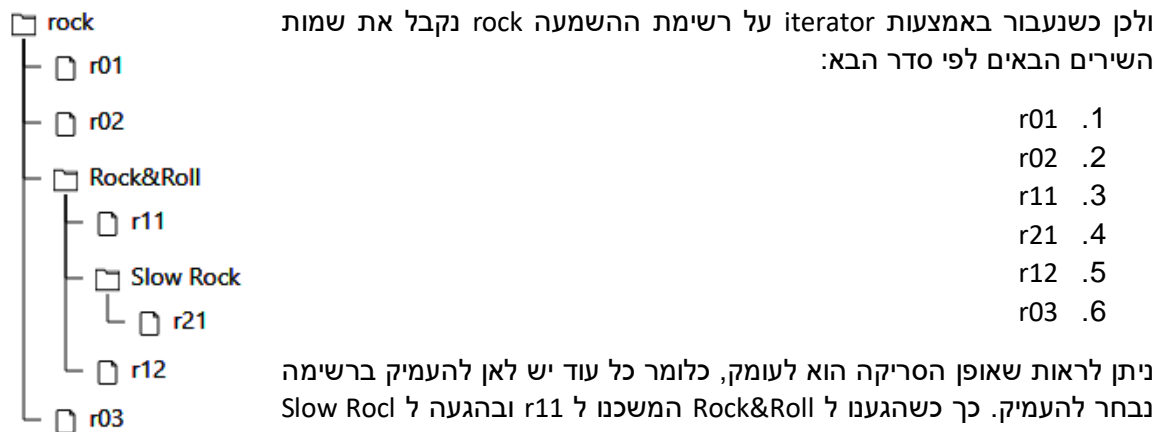 ולכן כשנעבור באמצעות iterator על רשימת ההשמעה rock נקבל את שמות
השירים הבאים לפי סדר הבא:
1. r01
2. r02
3. r11
4. r21
5. r12
6. r03
ניתן לראות שאופן הסריקה הוא לעומק, כלומר כל עוד יש לאן להעמיק ברשימה
נבחר להעמיק. כך כשהגענו ל Rock&Roll המשכנו ל r11 ובהגעה ל Slow Rocl
rock
r01
r02
Rock&Roll
r11
Slow Rock
r21
r12
r03